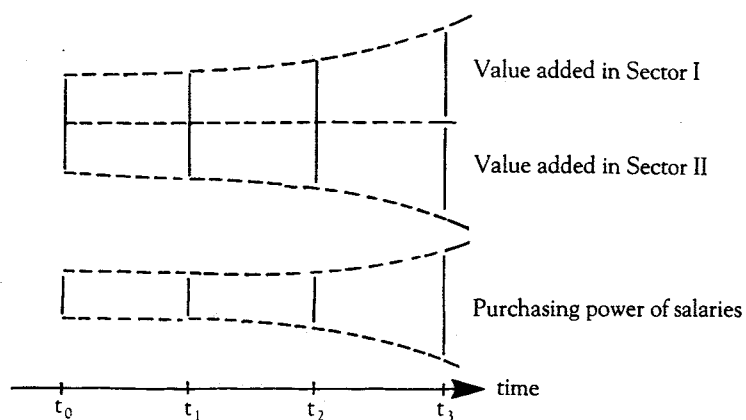 Value added in Sector I
Value added in Sector II
Purchasing power of salaries
time
t0 t1 t2 t3